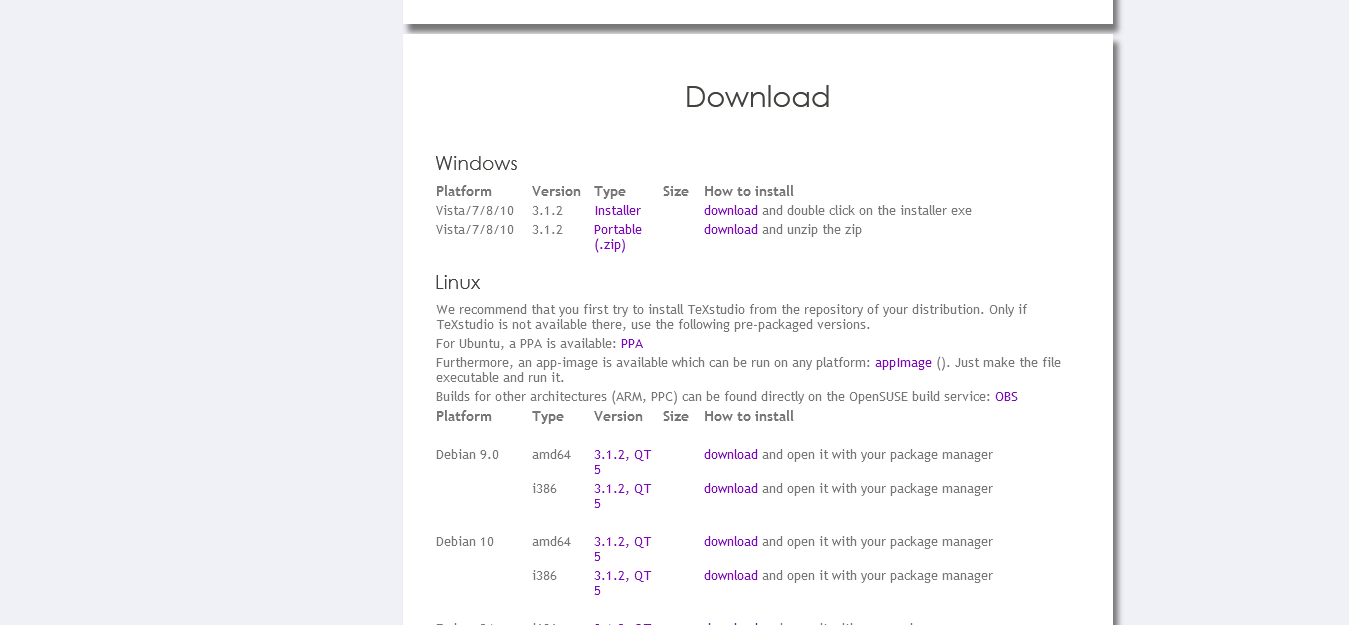 Download
Windows
Platform Version Type Size How to install
Vista/7/8/10 3.1.2 Installer download and double click on the installer exe
Vista/7/8/10 3.1.2 Portable download and unzip the zip
(.zip)
Linux
We recommend that you first try to install TeXstudio from the repository of your distribution. Only if
TeXstudio is not available there, use the following pre-packaged versions.
For Ubuntu, a PPA is available: PPA
Furthermore, an app-image is available which can be run on any platform: appImage (). Just make the file
executable and run it.
Builds for other architectures (ARM, PPC) can be found directly on the OpenSUSE build service: OBS
Platform Type Version Size How to install
Debian 9.0 amd64 3.1.2, QT download and open it with your package manager
5
i386 3.1.2, QT download and open it with your package manager
5
Debian 10 amd64 3.1.2, QT download and open it with your package manager
5
i386 3.1.2, QT download and open it with your package manager
5